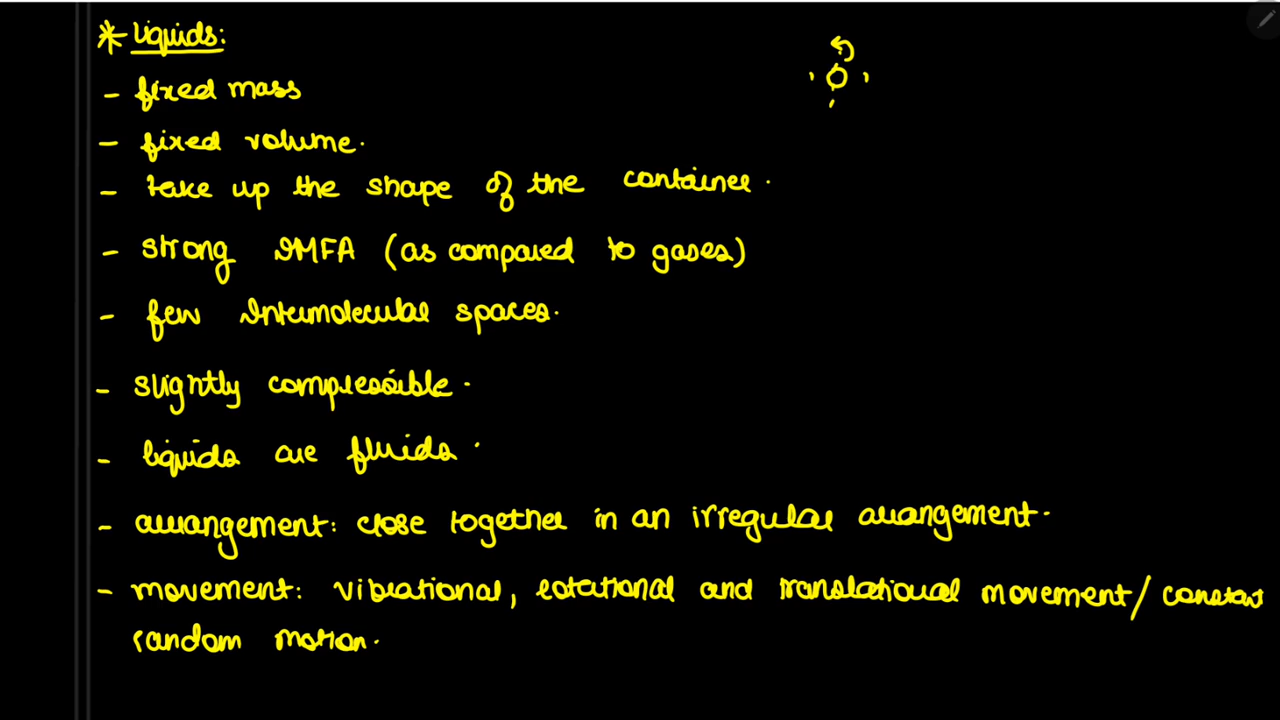 * Liquids:
- fixed mass
- fixed volume.
- take up the shape of the container.
- strong IMFA (as compared to gases)
- few Intermolecular spaces.
- slightly compressible.
- liquids are fluids.
- arrangement: close together in an irregular arrangement.
- movement: vibrational, rotational and translational movement/ constant
random motion.